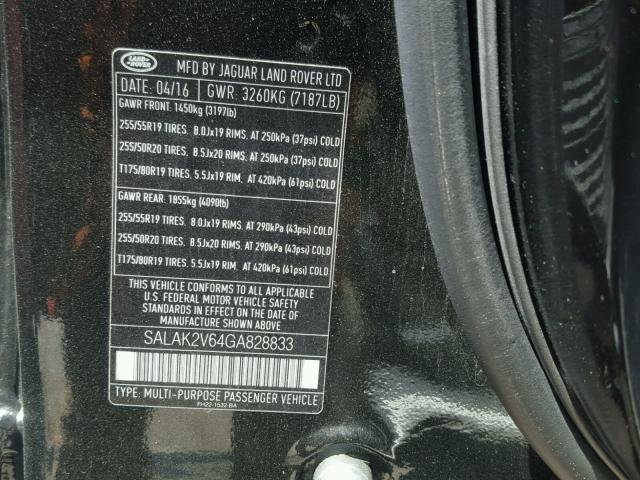 LAND ROVER
MFD BY JAGUAR LAND ROVER LTD
DATE: 04/16 GWR: 3260KG (7187LB)
GAWR FRONT: 1450kg (3197lb)
255/55R19 TIRES. 8.0Jx19 RIMS. AT 250kPa (37psi) COLD
255/50R20 TIRES. 8.5Jx20 RIMS. AT 250kPa (37psi) COLD
T175/80R19 TIRES. 5.5Jx19 RIM. AT 420kPa (61psi) COLD
GAWR REAR: 1855kg (4090lb)
255/55R19 TIRES. 8.0Jx19 RIMS. AT 290kPa (43psi) COLD
255/50R20 TIRES. 8.5Jx20 RIMS. AT 290kPa (43psi) COLD
T175/80R19 TIRES. 5.5Jx19 RIM. AT 420kPa (61psi) COLD
THIS VEHICLE CONFORMS TO ALL APPLICABLE
U.S. FEDERAL MOTOR VEHICLE SAFETY
STANDARDS IN EFFECT ON THE DATE OF
MANUFACTURE SHOWN ABOVE.
SALAK2V64GA828833
TYPE: MULTI-PURPOSE PASSENGER VEHICLE
FH22-1532-BA